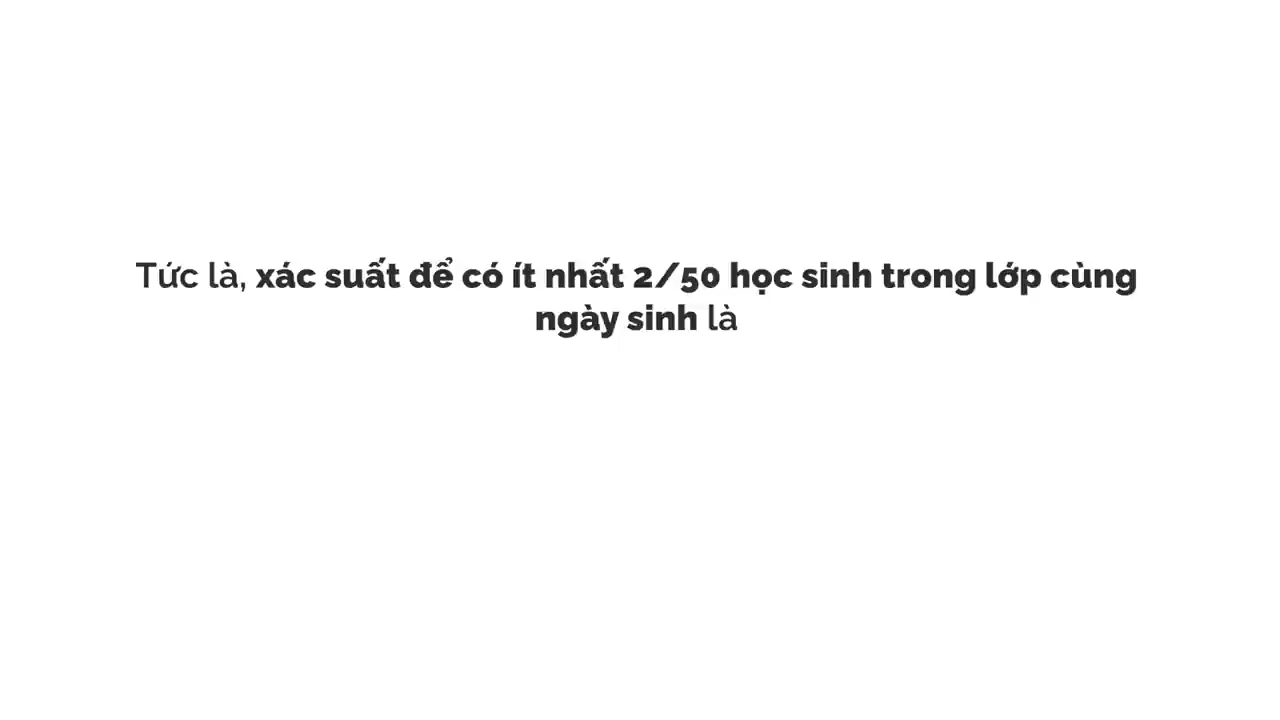 Tức là, xác suất để có ít nhất 2/50 học sinh trong lớp cùng
ngày sinh là